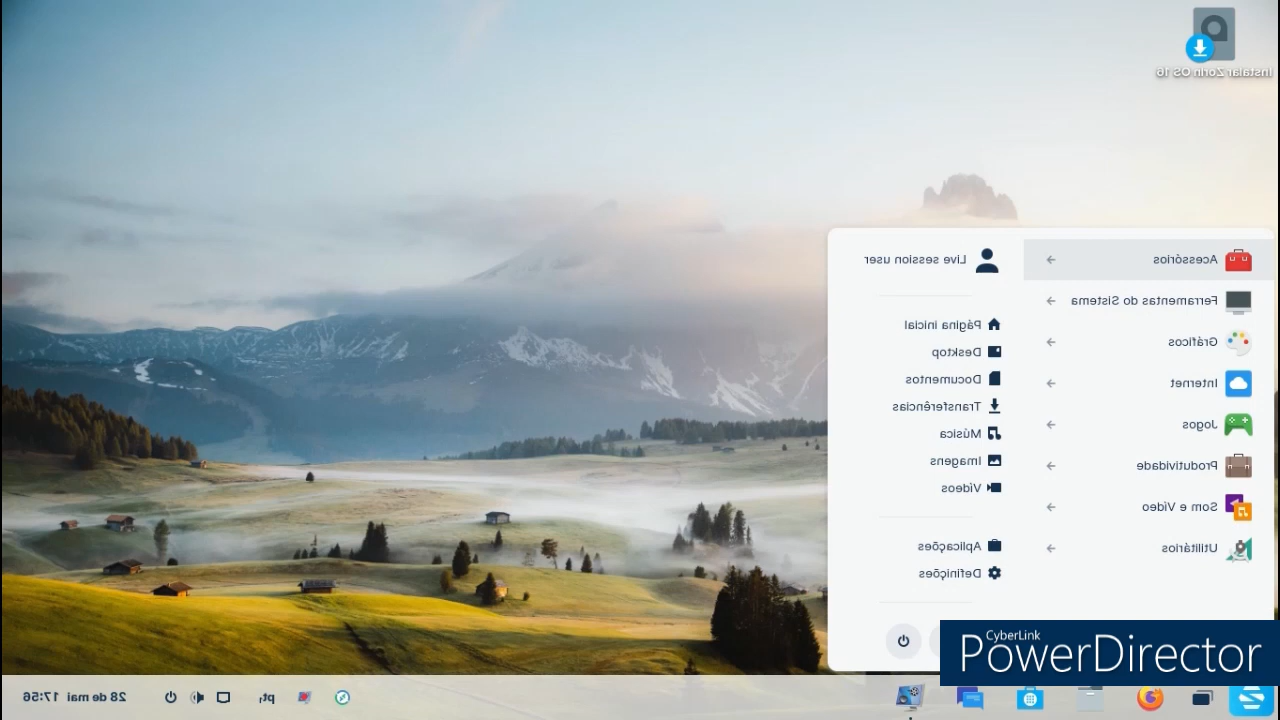 Instalar Zorin OS 16
Acessórios
Ferramentas do Sistema
Gráficos
Internet
Jogos
Produtividade
Som e Vídeo
Utilitários
Live session user
Página inicial
Desktop
Documentos
Transferências
Música
Imagens
Vídeos
Aplicações
Definições
CyberLink
PowerDirector
pt₁
28 de mai 17:56